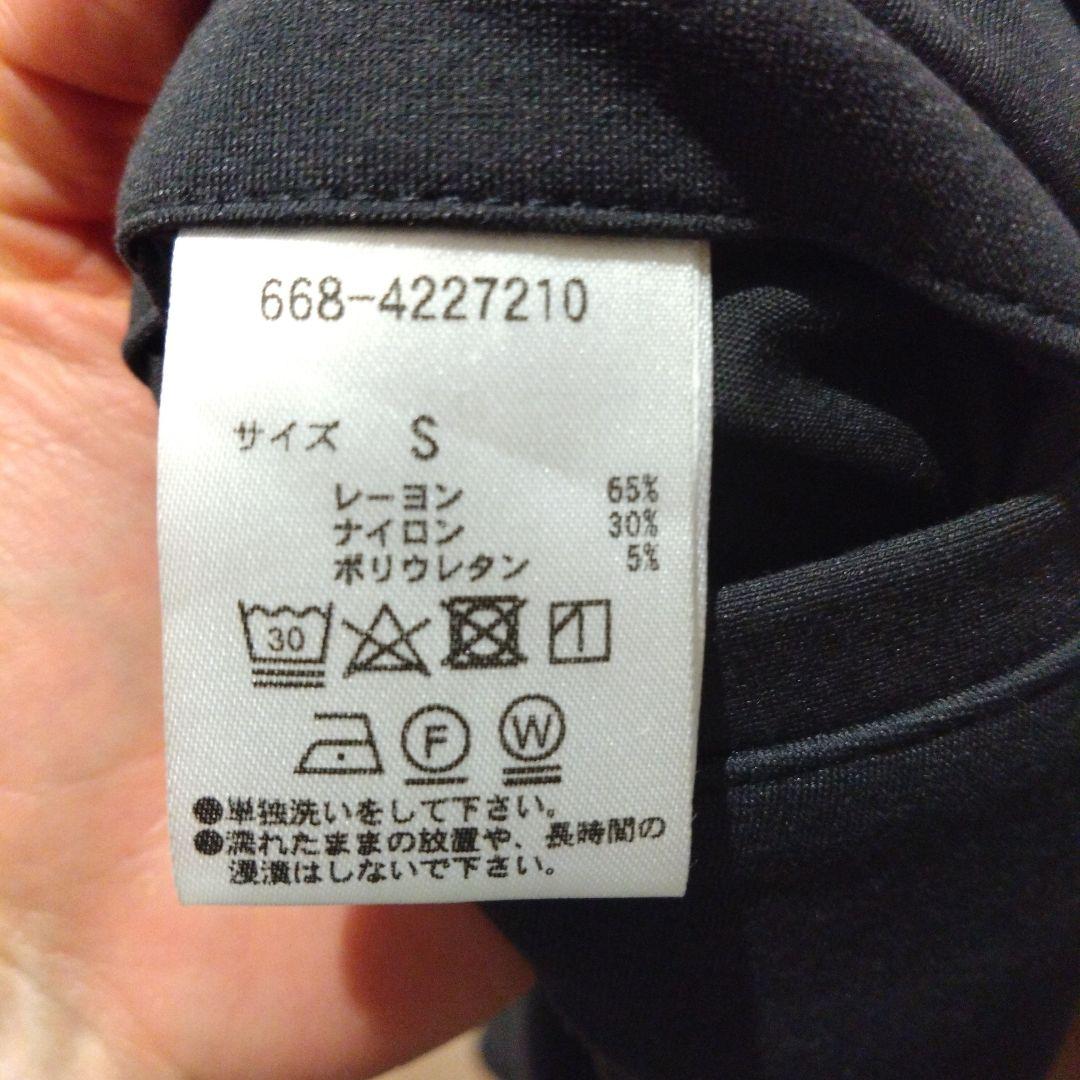 668-4227210
サイズ S
レーヨン 65%
ナイロン 30%
ポリウレタン 5%
30
F W
●単独洗いをして下さい。
●濡れたままの放置や、長時間の
浸漬はしないで下さい。